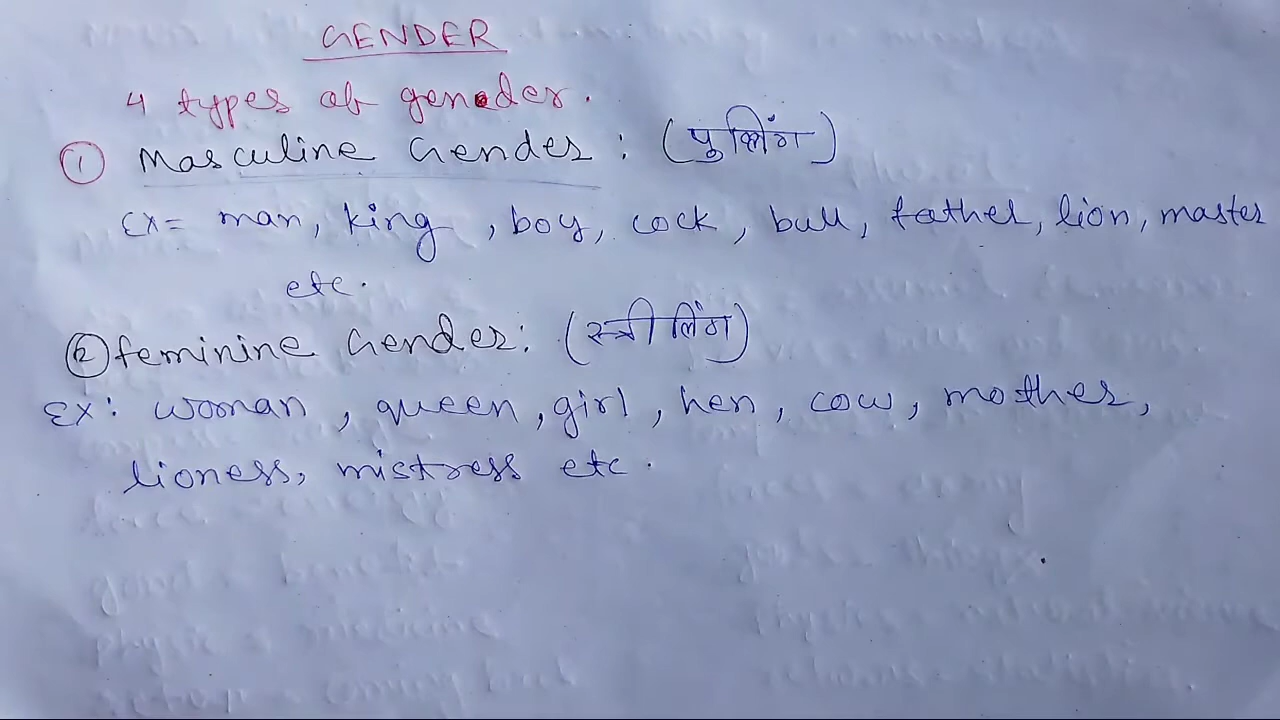 GENDER
4 types of gender.
① Masculine Gender : (पुल्लिंग)
Ex= man, king, boy, cock, bull, father, lion, master
etc.
② feminine Gender: (स्त्रीलिंग)
Ex: woman, queen, girl, hen, cow, mother,
lioness, mistress etc.